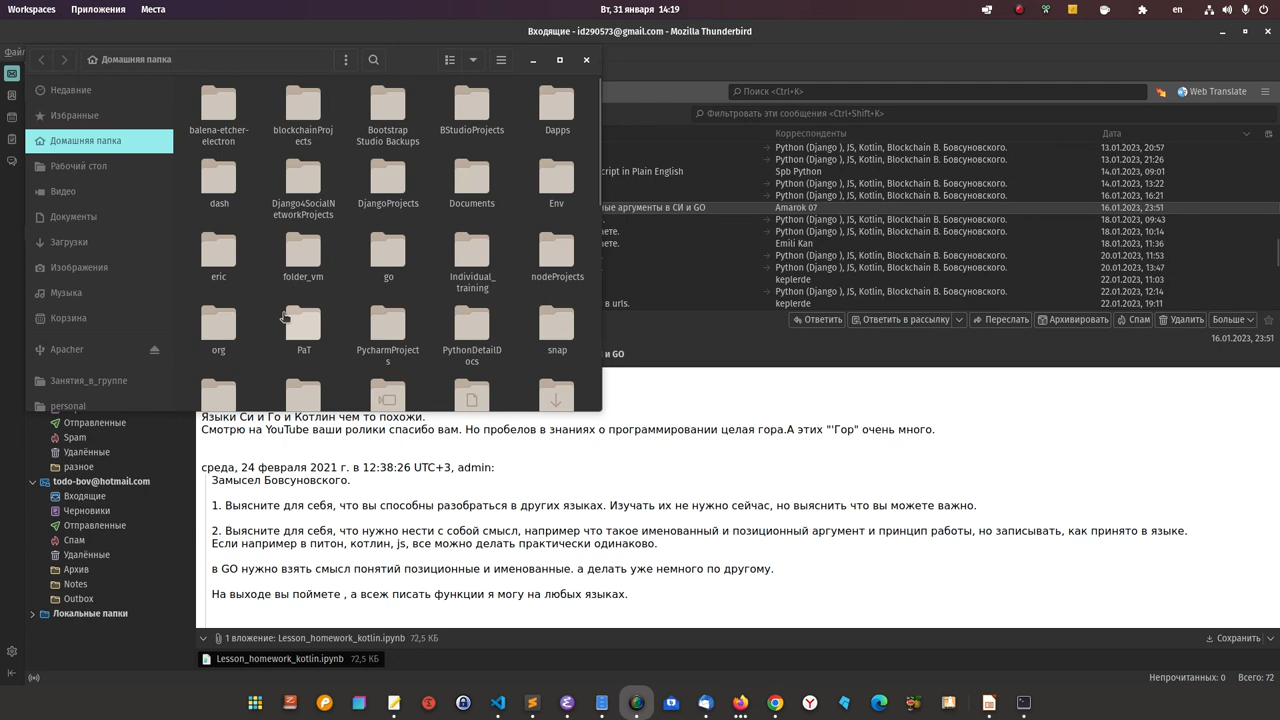 Workspaces Приложения Места
Вт, 31 января 14:19
en
Входящие - id290573@gmail.com - Mozilla Thunderbird
Домашняя папка
Недавние
Избранные
Домашняя папка
Рабочий стол
Видео
Документы
Загрузки
Изображения
Музыка
Корзина
Apacher
Занятия_в_группе
personal
balena-etcher-
electron
blockchainProj
ects
Bootstrap
Studio Backups
BStudioProjects
Dapps
dash
Django4SocialN
etworkProjects
DjangoProjects
Documents
Env
eric
folder_vm
go
Individual_
training
nodeProjects
org
PaT
PycharmProject
s
PythonDetailD
ocs
snap
Поиск <Ctrl+K>
Web Translate
Фильтровать эти сообщения <Ctrl+Shift+K>
Корреспонденты Дата
Python (Django ), JS, Kotlin, Blockchain В. Бовсуновского. 13.01.2023, 20:57
Python (Django ), JS, Kotlin, Blockchain В. Бовсуновского. 13.01.2023, 21:26
cript in Plain English Spb Python 14.01.2023, 09:01
Python (Django ), JS, Kotlin, Blockchain В. Бовсуновского. 14.01.2023, 13:22
Python (Django ), JS, Kotlin, Blockchain В. Бовсуновского. 16.01.2023, 16:21
ные аргументы в СИ и GO Amarok 07 16.01.2023, 23:51
Python (Django ), JS, Kotlin, Blockchain В. Бовсуновского. 18.01.2023, 09:43
аете. Python (Django ), JS, Kotlin, Blockchain В. Бовсуновского. 18.01.2023, 10:14
аете. Emili Kan 18.01.2023, 11:36
Python (Django ), JS, Kotlin, Blockchain В. Бовсуновского. 20.01.2023, 11:53
Python (Django ), JS, Kotlin, Blockchain В. Бовсуновского. 20.01.2023, 13:47
keplerde 22.01.2023, 11:01
Python (Django ), JS, Kotlin, Blockchain В. Бовсуновского. 22.01.2023, 12:14
в urls. keplerde 22.01.2023, 19:11
Ответить Ответить в рассылку Переслать Архивировать Спам Удалить Больше
16.01.2023, 23:51
и GO
Языки Си и Го и Котлин чем то похожи.
Смотрю на YouTube ваши ролики спасибо вам. Но пробелов в знаниях о программировании целая гора.А этих "'Гор" очень много.
среда, 24 февраля 2021 г. в 12:38:26 UTC+3, admin:
Замысел Бовсуновского.
1. Выясните для себя, что вы способны разобраться в других языках. Изучать их не нужно сейчас, но выяснить что вы можете важно.
2. Выясните для себя, что нужно нести с собой смысл, например что такое именованный и позиционный аргумент и принцип работы, но записывать, как принято в языке.
Если например в питон, котлин, js, все можно делать практически одинаково.
в GO нужно взять смысл понятий позиционные и именованные. а делать уже немного по другому.
На выходе вы поймете , а всеж писать функции я могу на любых языках.
Отправленные
Spam
Удалённые
разное
todo-bov@hotmail.com
Входящие
Черновики
Отправленные
Спам
Удалённые
Архив
Notes
Outbox
Локальные папки
1 вложение: Lesson_homework_kotlin.ipynb 72,5 КБ
Сохранить
Lesson_homework_kotlin.ipynb 72,5 КБ
Непрочитанных: 0 Всего: 72